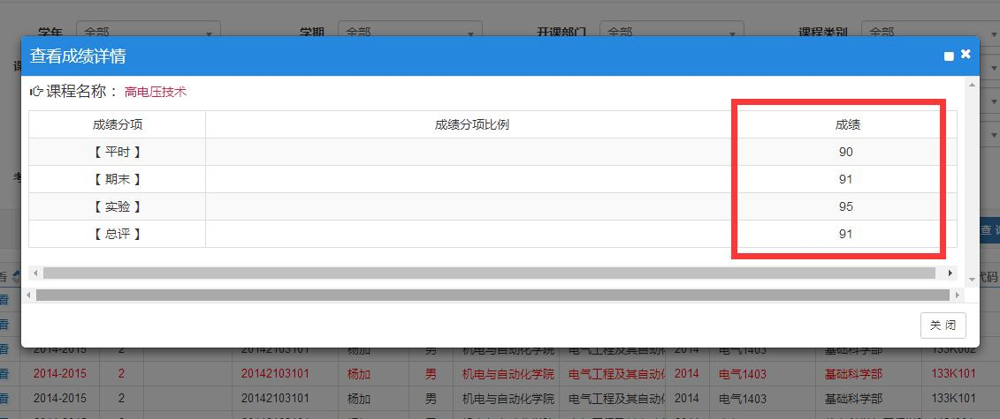 学年 全部 学期 全部 开课部门 全部 课程类别 全部
查看成绩详情
课程名称： 高电压技术
成绩分项 成绩分项比例 成绩
【 平时 】 90
【 期末 】 91
【 实验 】 95
【 总评 】 91
查
看 代码
看
看
关 闭
看 2014-2015 2 20142103101 杨加 男 机电与自动化学院 电气工程及其自动化 2014 电气1403 基础科学部 133K002
看 2014-2015 2 20142103101 杨加 男 机电与自动化学院 电气工程及其自动 2014 电气1403 基础科学部 133K101
看 2014-2015 2 20142103101 杨加 男 机电与自动化学院 电气工程及其自动 2014 电气1403 基础科学部 133K101